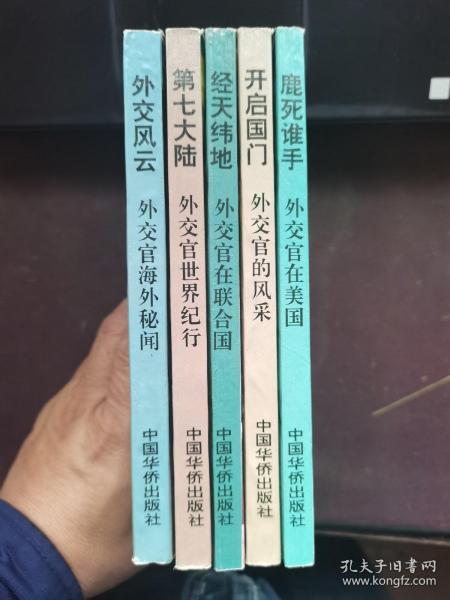 外交风云 外交官海外秘闻 中国华侨出版社
第七大陆 外交官世界纪行 中国华侨出版社
经天纬地 外交官在联合国 中国华侨出版社
开启国门 外交官的风采 中国华侨出版社
鹿死谁手 外交官在美国 中国华侨出版社
孔夫子旧书网
www.kongfz.com